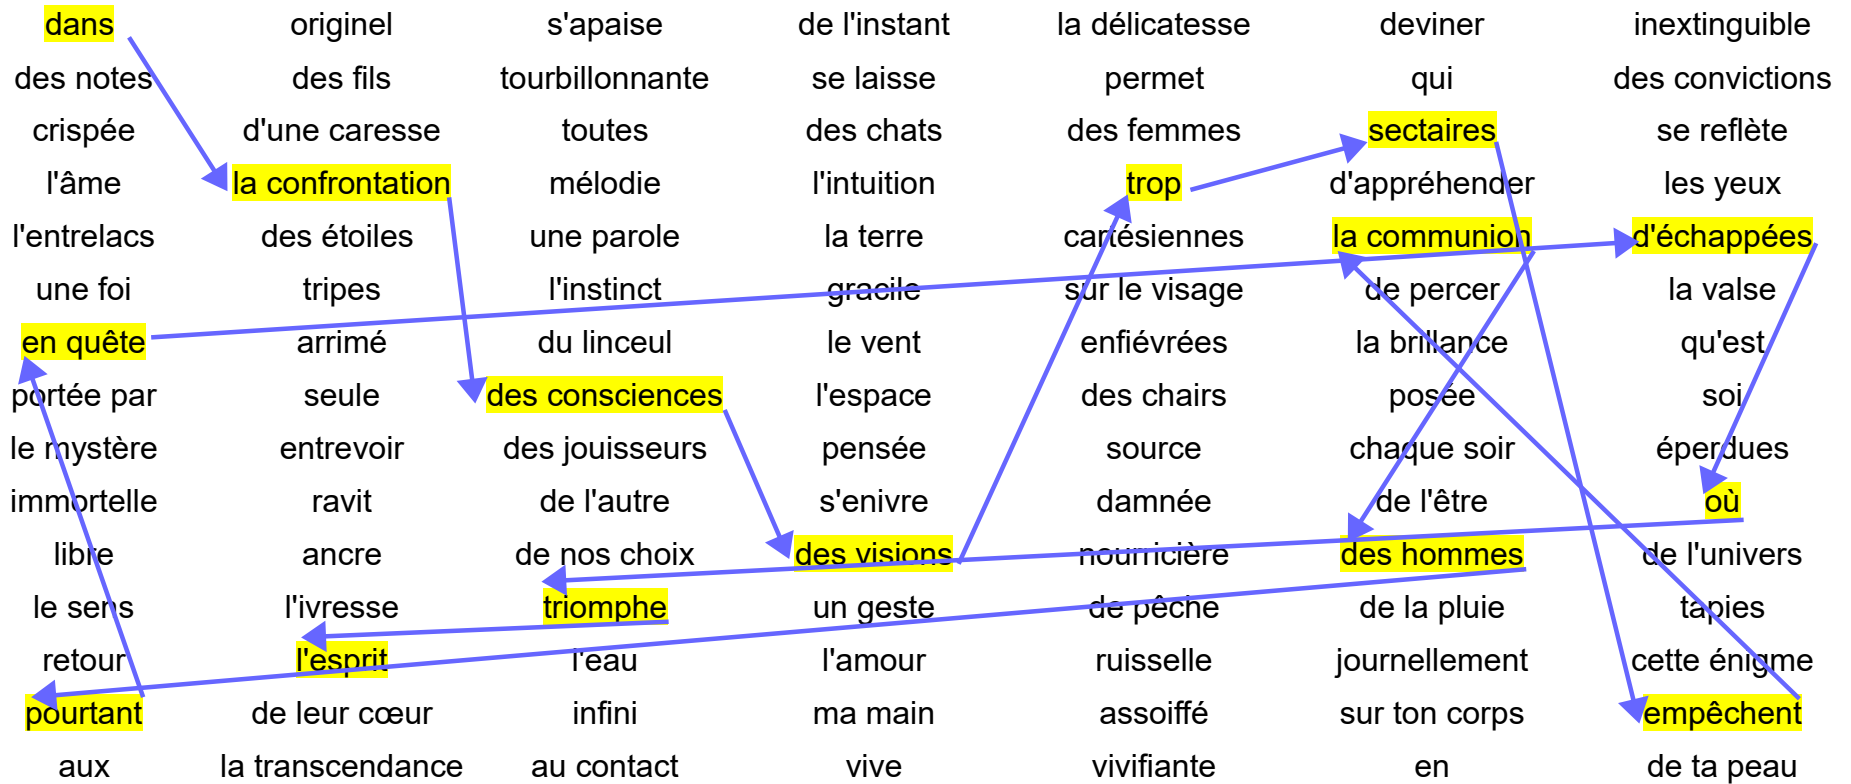 dans originel s'apaise de l'instant la délicatesse deviner inextinguible
des notes des fils tourbillonnante se laisse permet qui des convictions
crispée d'une caresse toutes des chats des femmes sectaires se reflète
l'âme la confrontation mélodie l'intuition trop d'appréhender les yeux
l'entrelacs des étoiles une parole la terre cartésiennes la communion d'échappées
une foi tripes l'instinct gracile sur le visage de percer la valse
en quête arrimé du linceul le vent enfiévrées la brillance qu'est
portée par seule des consciences l'espace des chairs posée soi
le mystère entrevoir des jouisseurs pensée source chaque soir éperdues
immortelle ravit de l'autre s'enivre damnée de l'être où
libre ancre de nos choix des visions nourricière des hommes de l'univers
le sens l'ivresse triomphe un geste de pêche de la pluie tapies
retour l'esprit l'eau l'amour ruisselle journellement cette énigme
pourtant de leur cœur infini ma main assoiffé sur ton corps empêchent
aux la transcendance au contact vive vivifiante en de ta peau